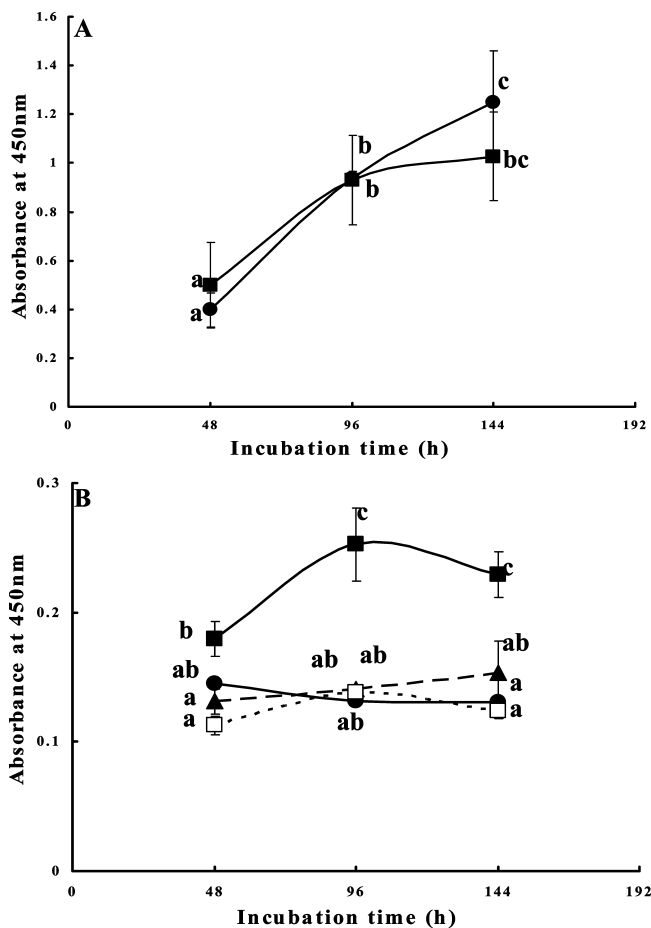 A
1.6
1.4
1.2
1
0.8
0.6
0.4
0.2
0
Absorbance at 450nm
c
b
bc
b
a
a
0 48 96 144 192
Incubation time (h)
B
0.3
0.2
0.1
0
Absorbance at 450nm
c
c
b
ab
ab ab
ab
a
a
a
a
ab
0 48 96 144 192
Incubation time (h)